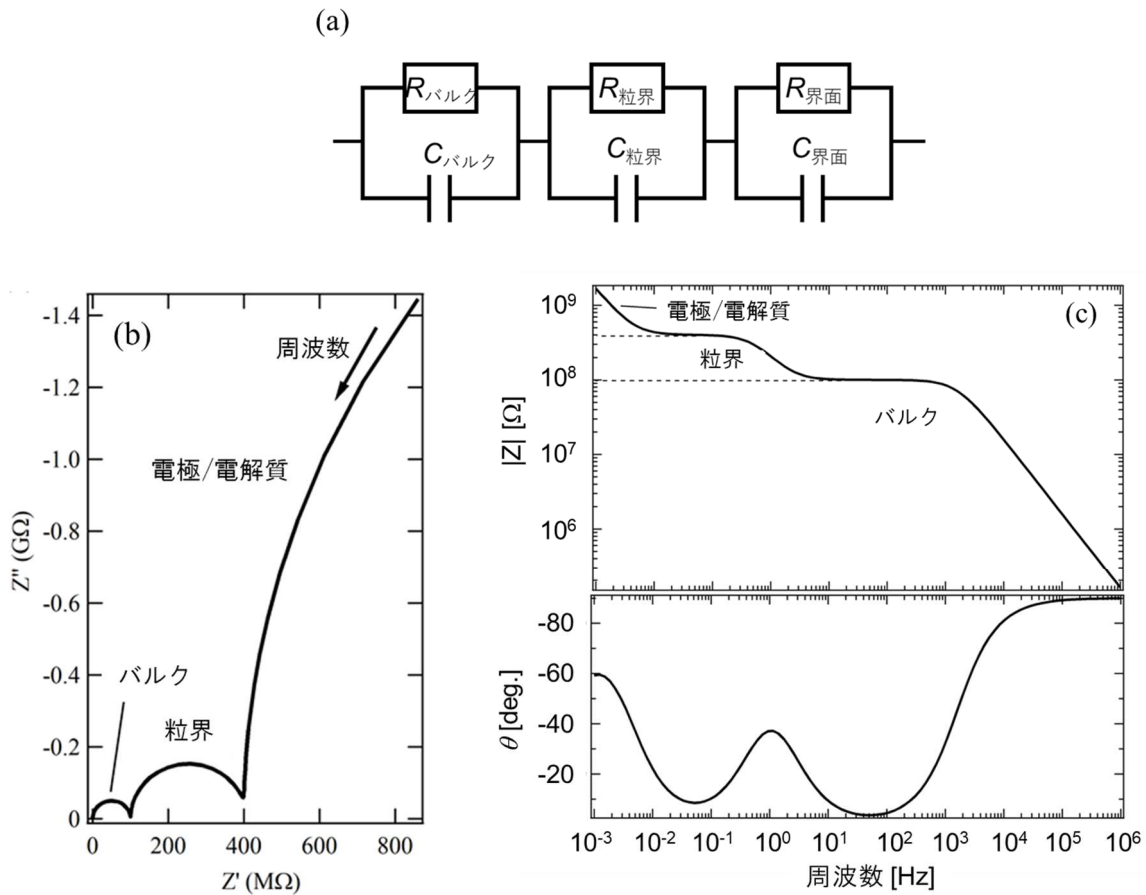 (a)
Rバルク
R粒界
R界面
Cバルク
C粒界
C界面
(b)
-1.4
-1.2
-1.0
-0.8
-0.6
-0.4
-0.2
0
Z'' (GΩ)
周波数
電極/電解質
バルク
粒界
0
200
400
600
800
Z' (MΩ)
(c)
10⁹
10⁸
10⁷
10⁶
|Z| [Ω]
電極/電解質
粒界
バルク
-80
-60
-40
-20
θ [deg.]
10⁻³
10⁻²
10⁻¹
10⁰
10¹
10²
10³
10⁴
10⁵
10⁶
周波数 [Hz]